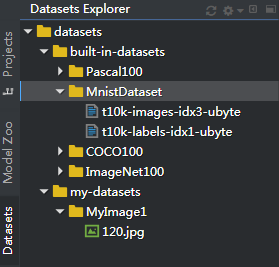 Datasets Explorer
datasets
built-in-datasets
Pascal100
MnistDataset
t10k-images-idx3-ubyte
t10k-labels-idx1-ubyte
COCO100
ImageNet100
my-datasets
MyImage1
120.jpg
Projects
Model Zoo
Datasets